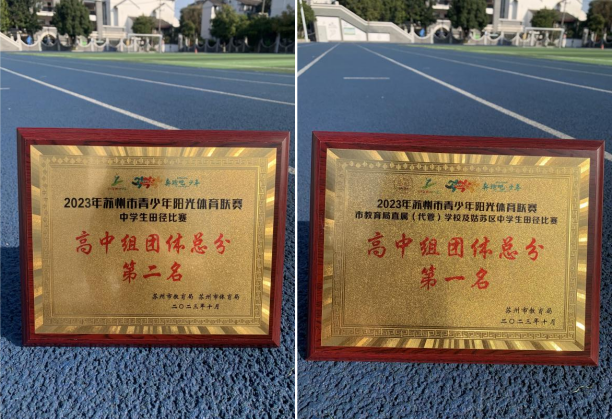 2023年苏州市青少年阳光体育联赛
中学生田径比赛
高中组团体总分
第二名
苏州市教育局 苏州市体育局
二〇二三年十月
2023年苏州市青少年阳光体育联赛
市教育局直属（代管）学校及姑苏区中学生田径比赛
高中组团体总分
第一名
苏州市教育局
二〇二三年十月